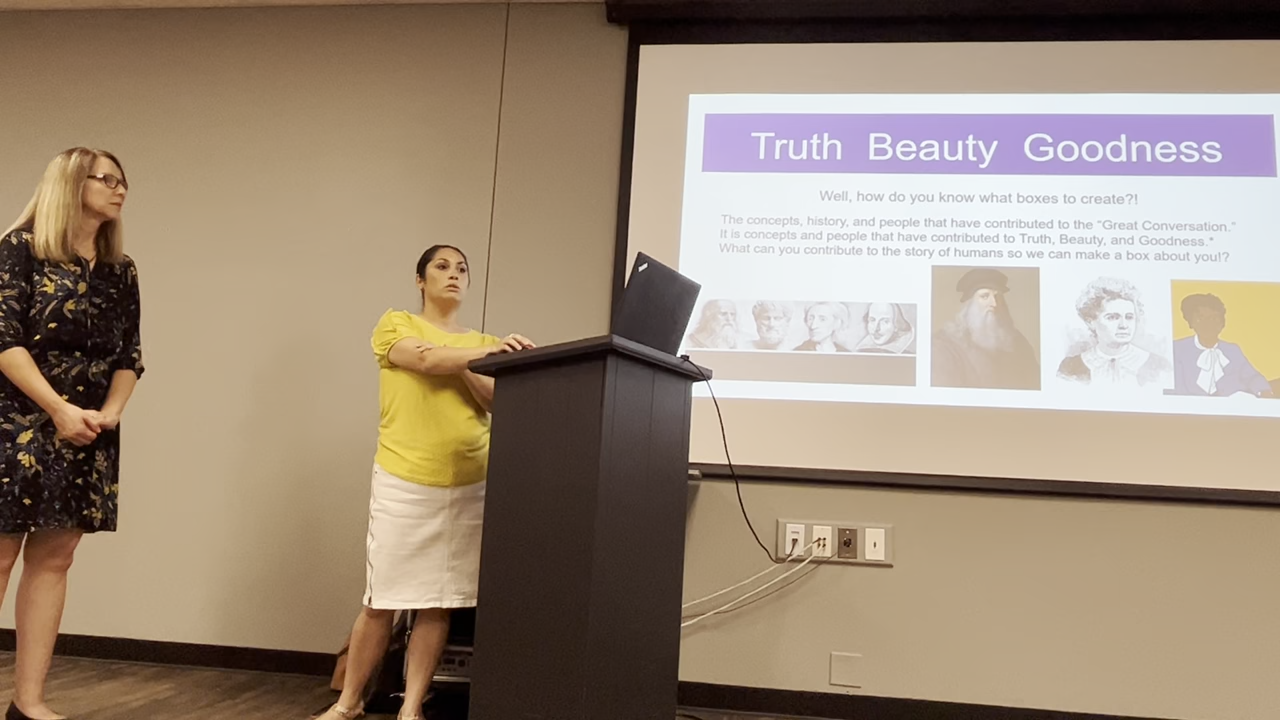 Truth Beauty Goodness
Well, how do you know what boxes to create?!
The concepts, history, and people that have contributed to the “Great Conversation.”
It is concepts and people that have contributed to Truth, Beauty, and Goodness.*
What can you contribute to the story of humans so we can make a box about you!?